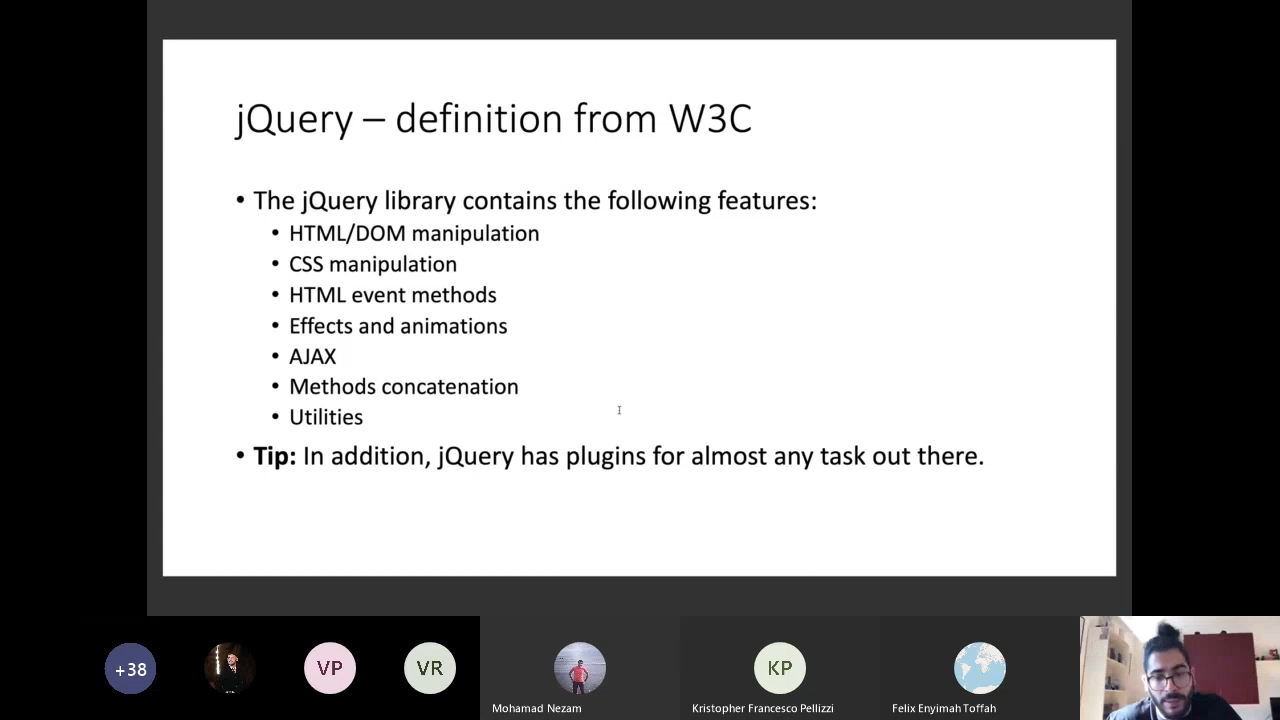 jQuery – definition from W3C
• The jQuery library contains the following features:
• HTML/DOM manipulation
• CSS manipulation
• HTML event methods
• Effects and animations
• AJAX
• Methods concatenation
• Utilities
• Tip: In addition, jQuery has plugins for almost any task out there.
+38
VP
VR
KP
Mohamad Nezam
Kristopher Francesco Pellizzi
Felix Enyimah Toffah